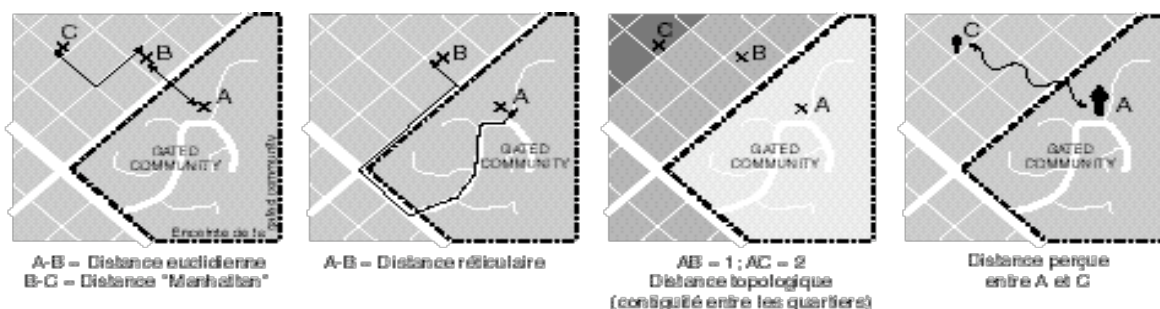 C
B
A
GATED
COMMUNITY
Enceinte de la
gated community
A-B = Distance euclidienne
B-C = Distance "Manhattan"
B
A
GATED
COMMUNITY
A-B = Distance réticulaire
C
B
A
GATED
COMMUNITY
AB = 1 ; AC = 2
Distance topologique
(contiguïté entre les quartiers)
C
A
GATED
COMMUNITY
Distance perçue
entre A et C